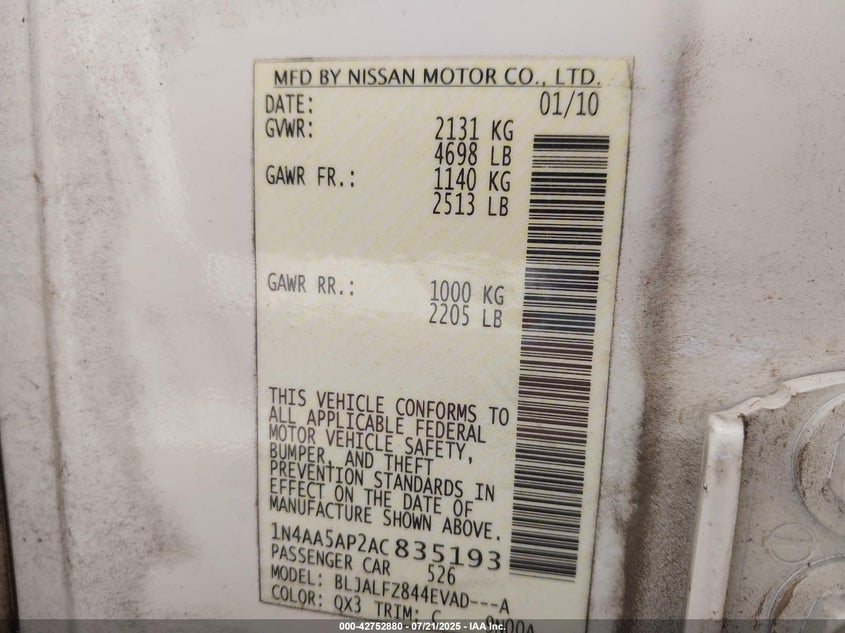 MFD BY NISSAN MOTOR CO., LTD.
DATE: 01/10
GVWR: 2131 KG
4698 LB
GAWR FR.: 1140 KG
2513 LB
GAWR RR.: 1000 KG
2205 LB
THIS VEHICLE CONFORMS TO
ALL APPLICABLE FEDERAL
MOTOR VEHICLE SAFETY,
BUMPER, AND THEFT
PREVENTION STANDARDS IN
EFFECT ON THE DATE OF
MANUFACTURE SHOWN ABOVE.
1N4AA5AP2AC835193
PASSENGER CAR 526
MODEL: BLJALFZ844EVAD---A
COLOR: QX3 TRIM: C
000-42752880 - 07/21/2025 - IAA, Inc.